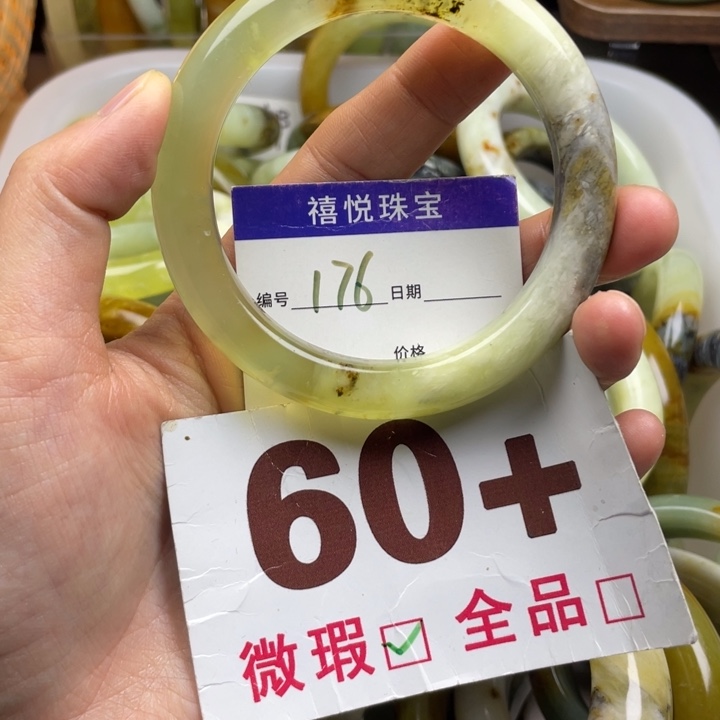 禧悦珠宝
编号 176 日期
价格
60+
微瑕 ☑ 全品 ☐